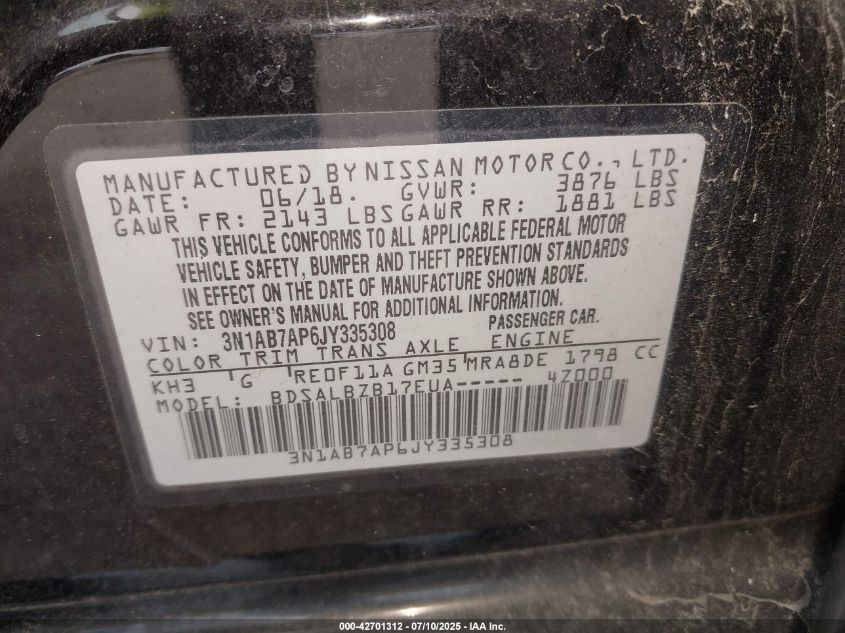 MANUFACTURED BY NISSAN MOTOR CO., LTD.
DATE: 06/18. GVWR: 3876 LBS
GAWR FR: 2143 LBS GAWR RR: 1881 LBS
THIS VEHICLE CONFORMS TO ALL APPLICABLE FEDERAL MOTOR
VEHICLE SAFETY, BUMPER AND THEFT PREVENTION STANDARDS
IN EFFECT ON THE DATE OF MANUFACTURE SHOWN ABOVE.
SEE OWNER'S MANUAL FOR ADDITIONAL INFORMATION.
VIN: 3N1AB7AP6JY335308 PASSENGER CAR.
COLOR TRIM TRANS AXLE ENGINE
KH3 G RE0F11A GM35 MRA8DE 1798 CC
MODEL: BDSALBZB17EUA----- 4Z000
3N1AB7AP6JY335308
000-42701312 - 07/10/2025 - IAA Inc.